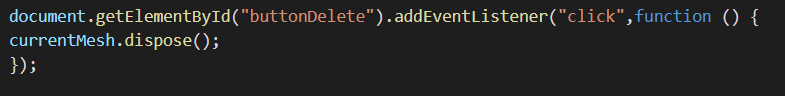 document.getElementById("buttonDelete").addEventListener("click",function () {
currentMesh.dispose();
});